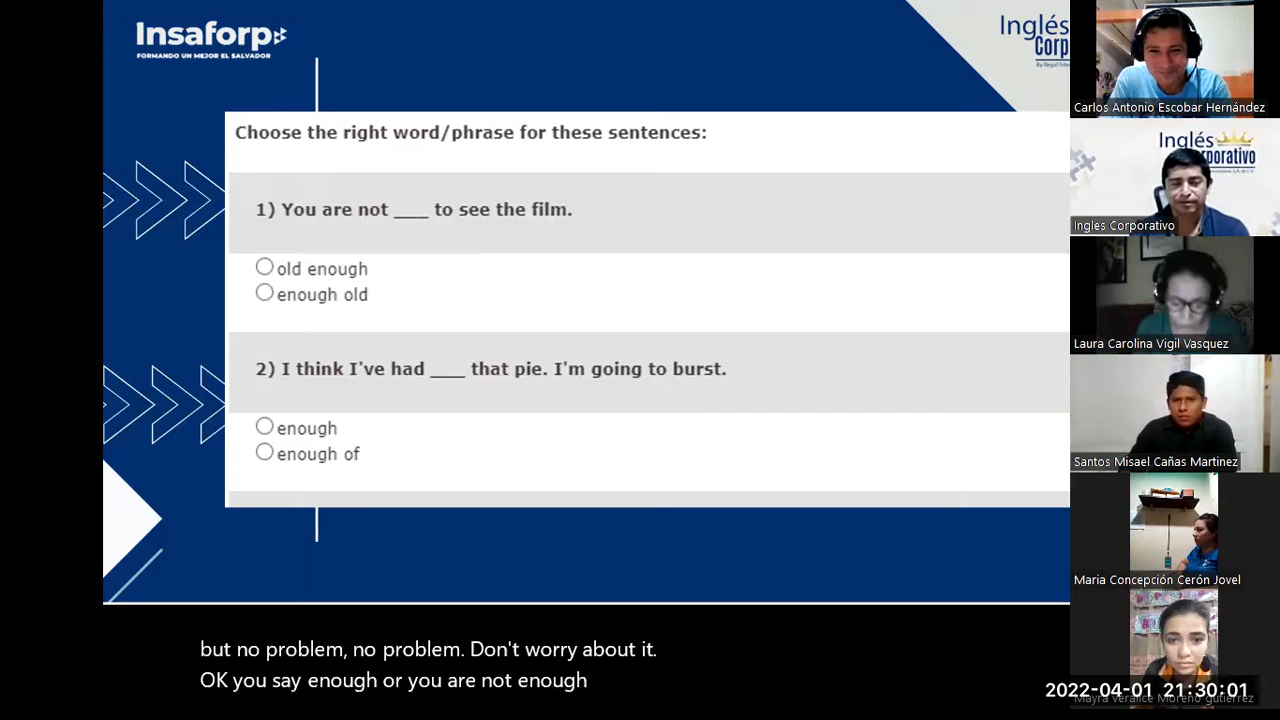 Insaforp
FORMANDO UN MEJOR EL SALVADOR
Inglés
Corp
Choose the right word/phrase for these sentences:
1) You are not ___ to see the film.
old enough
enough old
2) I think I've had ___ that pie. I'm going to burst.
enough
enough of
but no problem, no problem. Don't worry about it.
OK you say enough or you are not enough
Carlos Antonio Escobar Hernández
Inglés
rporativo
Ingles Corporativo
Laura Carolina Vigil Vasquez
Santos Misael Cañas Martinez
Maria Concepción Cerón Jovel
2022-04-01 21:30:01